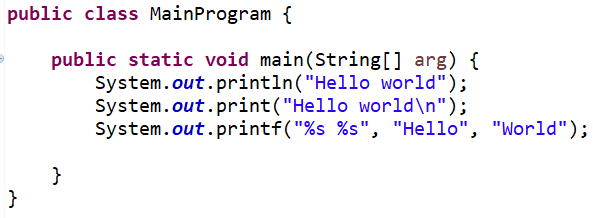 public class MainProgram {
public static void main(String[] arg) {
System.out.println("Hello world");
System.out.print("Hello world\n");
System.out.printf("%s %s", "Hello", "World");
}
}